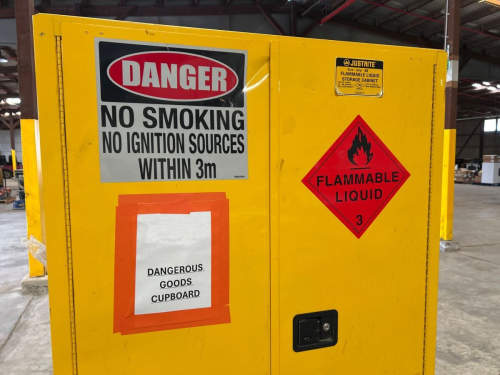 DANGER
NO SMOKING
NO IGNITION SOURCES
WITHIN 3m
DANGEROUS
GOODS
CUPBOARD
JUSTRITE
FLAMMABLE LIQUID
STORAGE CABINET
FLAMMABLE
LIQUID
3